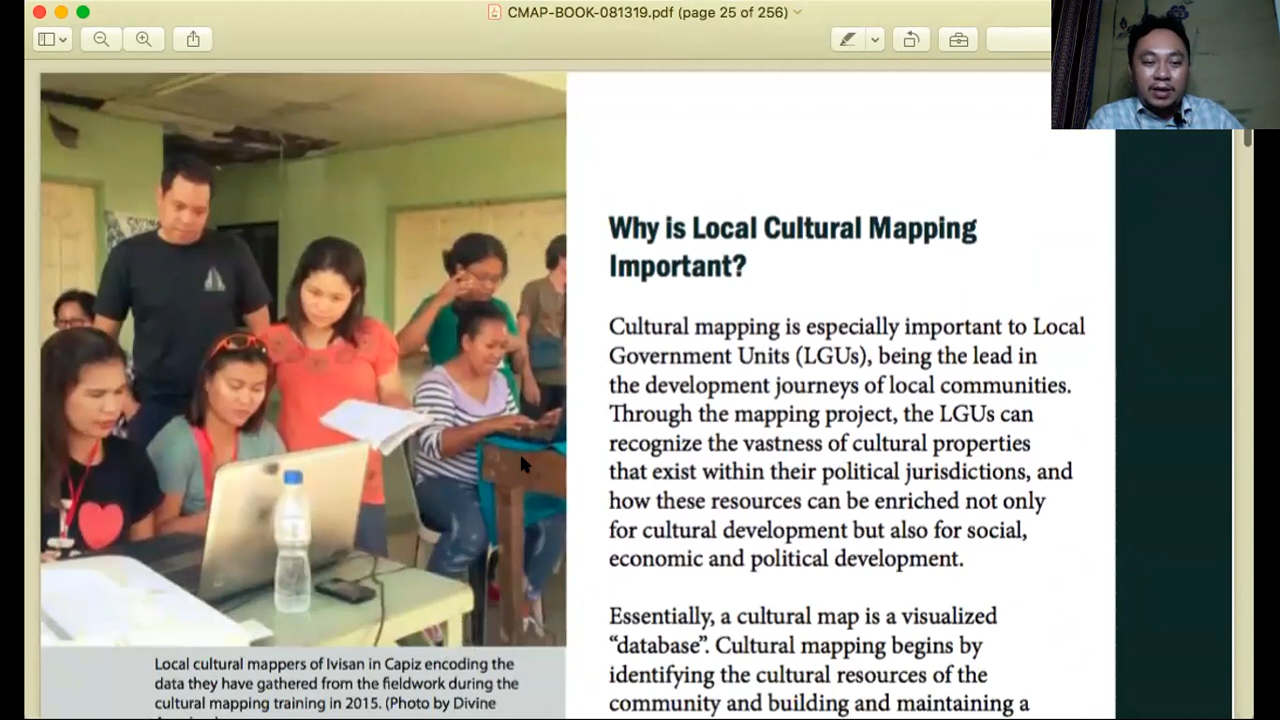 CMAP-BOOK-081319.pdf (page 25 of 256)
Why is Local Cultural Mapping
Important?
Cultural mapping is especially important to Local
Government Units (LGUs), being the lead in
the development journeys of local communities.
Through the mapping project, the LGUs can
recognize the vastness of cultural properties
that exist within their political jurisdictions, and
how these resources can be enriched not only
for cultural development but also for social,
economic and political development.
Essentially, a cultural map is a visualized
“database”. Cultural mapping begins by
identifying the cultural resources of the
community and building and maintaining a
Local cultural mappers of Ivisan in Capiz encoding the
data they have gathered from the fieldwork during the
cultural mapping training in 2015. (Photo by Divine